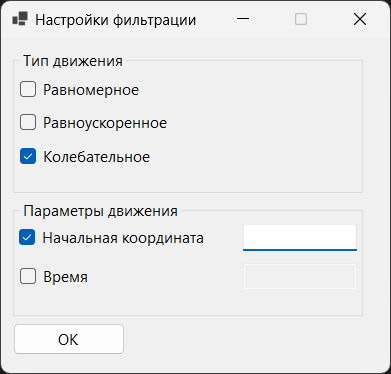 Настройки фильтрации
Тип движения
Равномерное
Равноускоренное
Колебательное
Параметры движения
Начальная координата
Время
OK